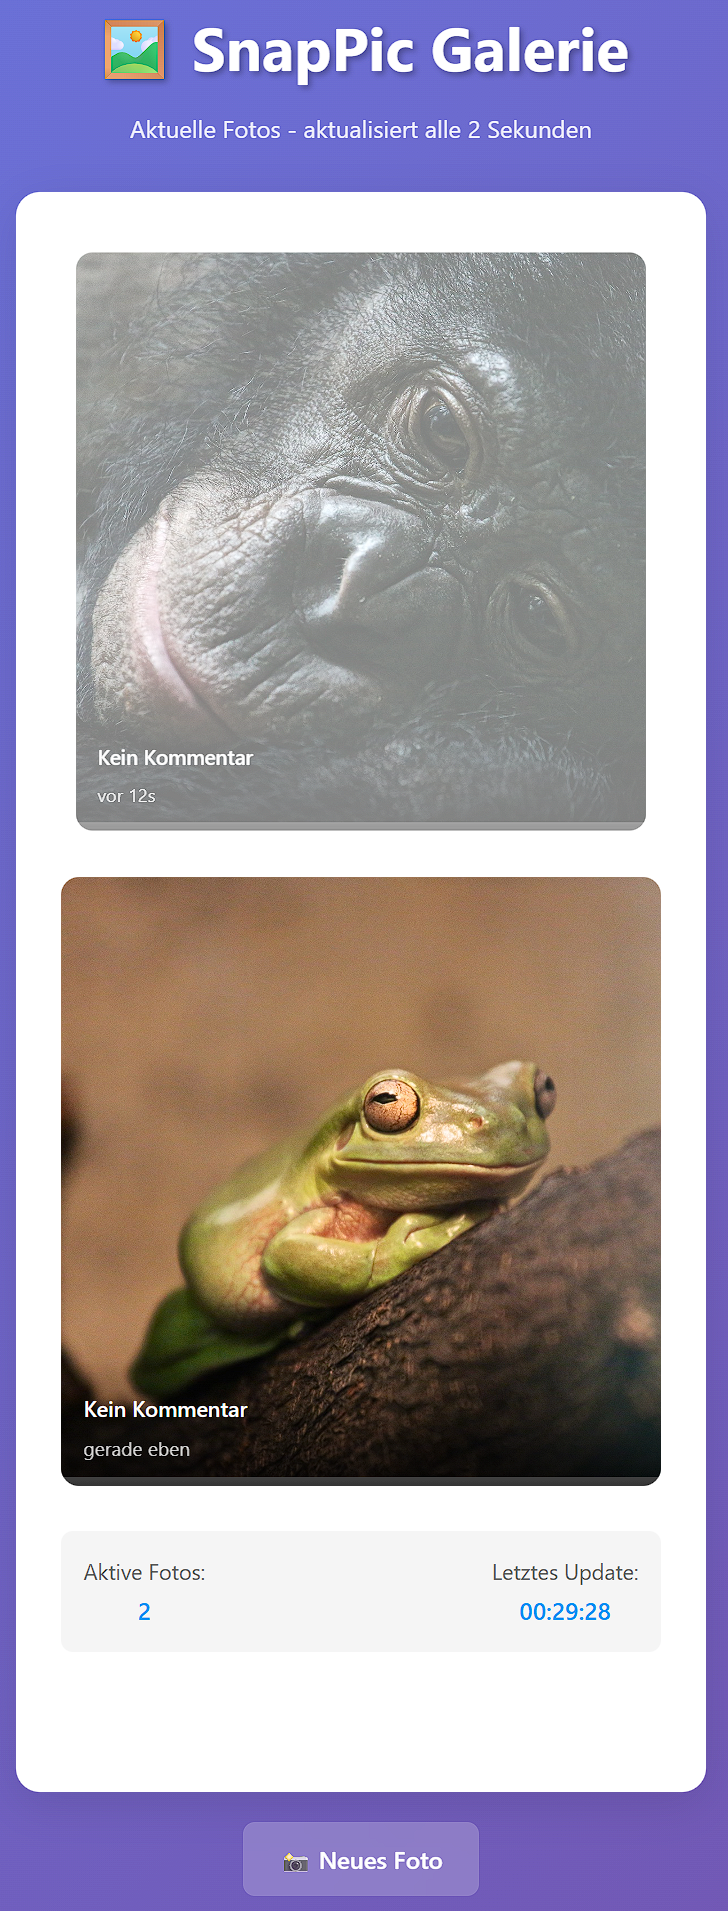 SnapPic Galerie
Aktuelle Fotos - aktualisiert alle 2 Sekunden
Kein Kommentar
vor 12s
Kein Kommentar
gerade eben
Aktive Fotos:
2
Letztes Update:
00:29:28
Neues Foto